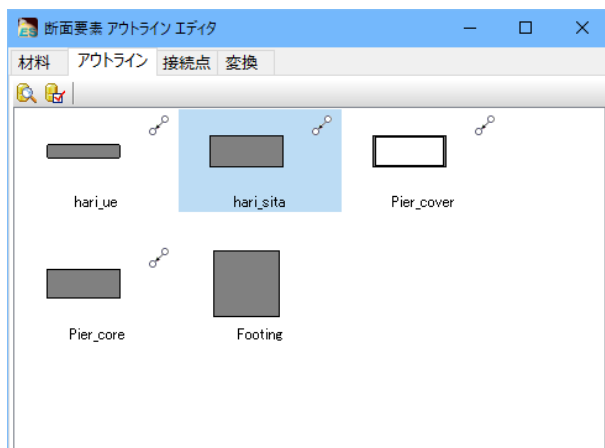 断面要素 アウトライン エディタ
材料 アウトライン 接続点 変換
hari_ue hari_sita Pier_cover
Pier_core Footing